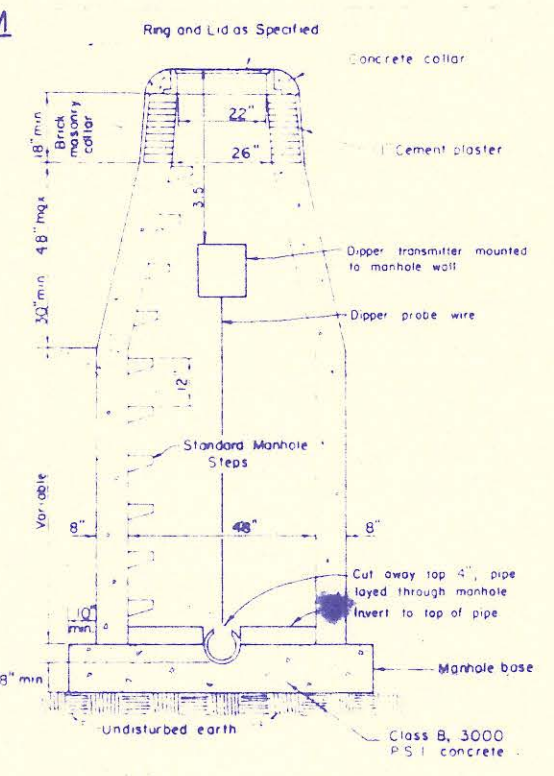 M
Ring and Lid as Specified
Concrete collar
18" min
Brick
masonry
collar
22"
26"
1" Cement plaster
3.5
30" min 48" max
Dipper transmitter mounted
to manhole wall
Dipper probe wire
12"
Standard Manhole
Steps
Variable
8"
48"
8"
Cut away top 4", pipe
layed through manhole
Invert to top of pipe
10"
min.
Manhole base
8" min
Undisturbed earth
Class B, 3000
P S I concrete